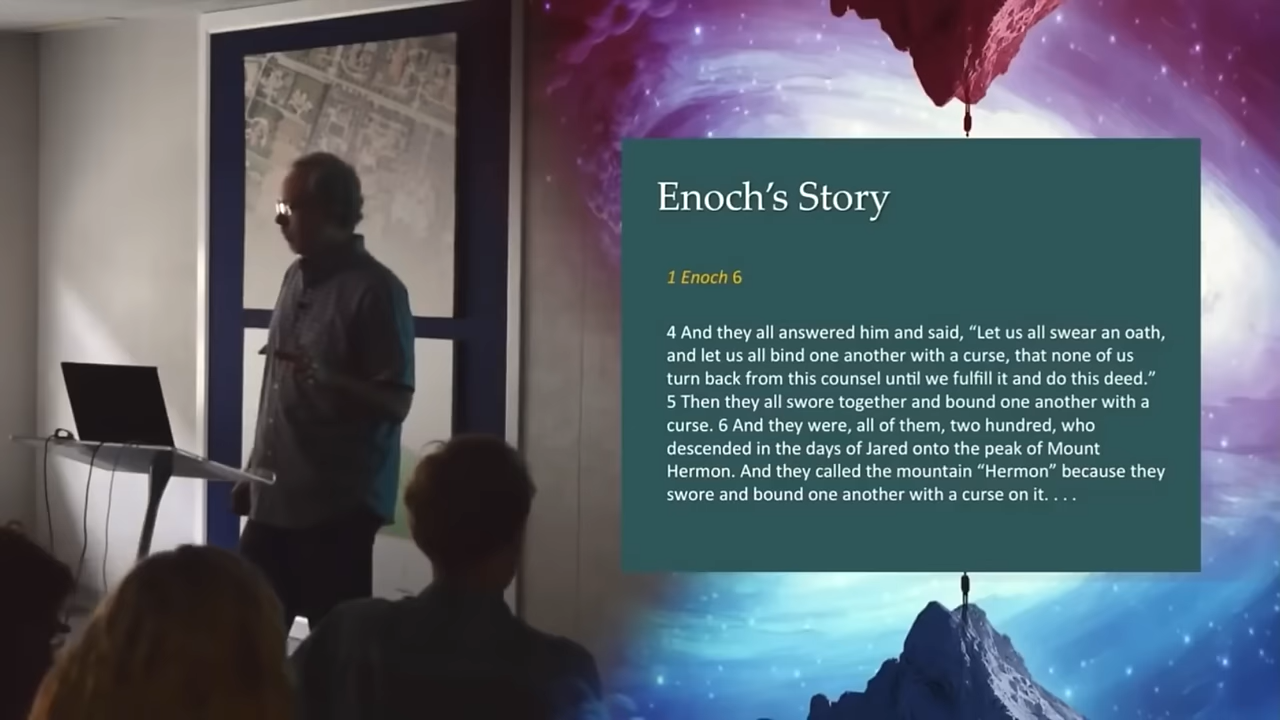 Enoch's Story
1 Enoch 6
4 And they all answered him and said, “Let us all swear an oath,
and let us all bind one another with a curse, that none of us
turn back from this counsel until we fulfill it and do this deed.”
5 Then they all swore together and bound one another with a
curse. 6 And they were, all of them, two hundred, who
descended in the days of Jared onto the peak of Mount
Hermon. And they called the mountain “Hermon” because they
swore and bound one another with a curse on it. . . .